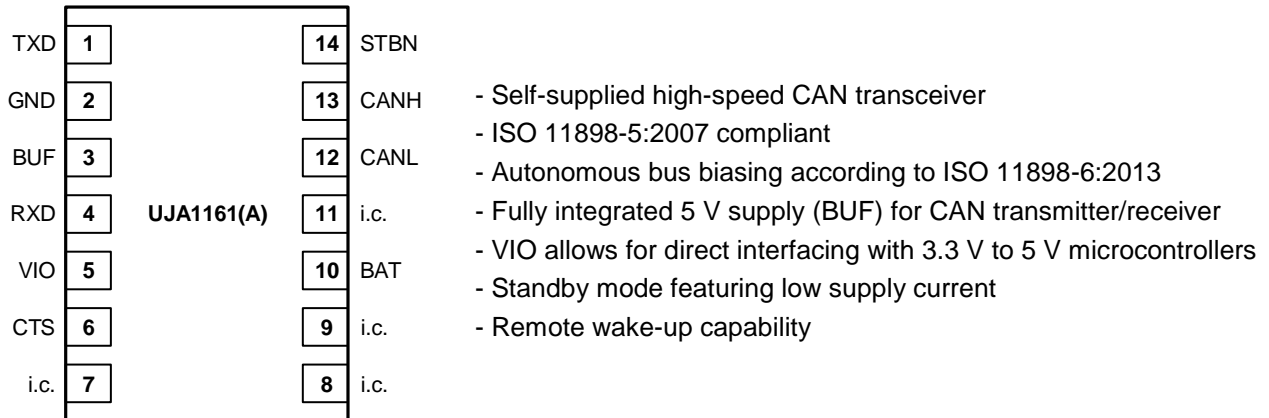 TXD 1 14 STBN
GND 2 13 CANH
BUF 3 12 CANL
RXD 4 UJA1161(A) 11 i.c.
VIO 5 10 BAT
CTS 6 9 i.c.
i.c. 7 8 i.c.
- Self-supplied high-speed CAN transceiver
- ISO 11898-5:2007 compliant
- Autonomous bus biasing according to ISO 11898-6:2013
- Fully integrated 5 V supply (BUF) for CAN transmitter/receiver
- VIO allows for direct interfacing with 3.3 V to 5 V microcontrollers
- Standby mode featuring low supply current
- Remote wake-up capability